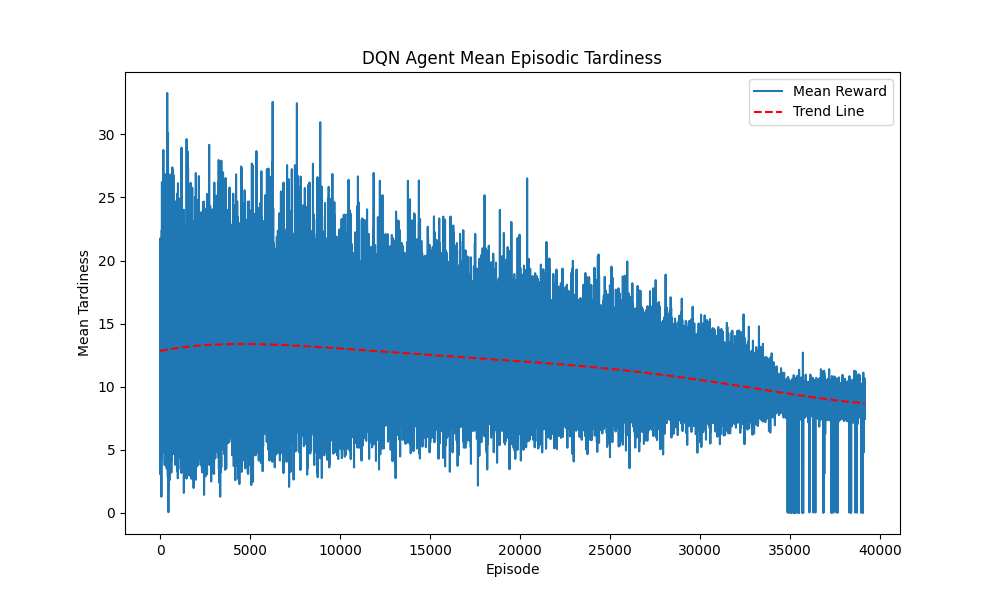 DQN Agent Mean Episodic Tardiness
Mean Reward
Trend Line
Mean Tardiness
30
25
20
15
10
5
0
0 5000 10000 15000 20000 25000 30000 35000 40000
Episode